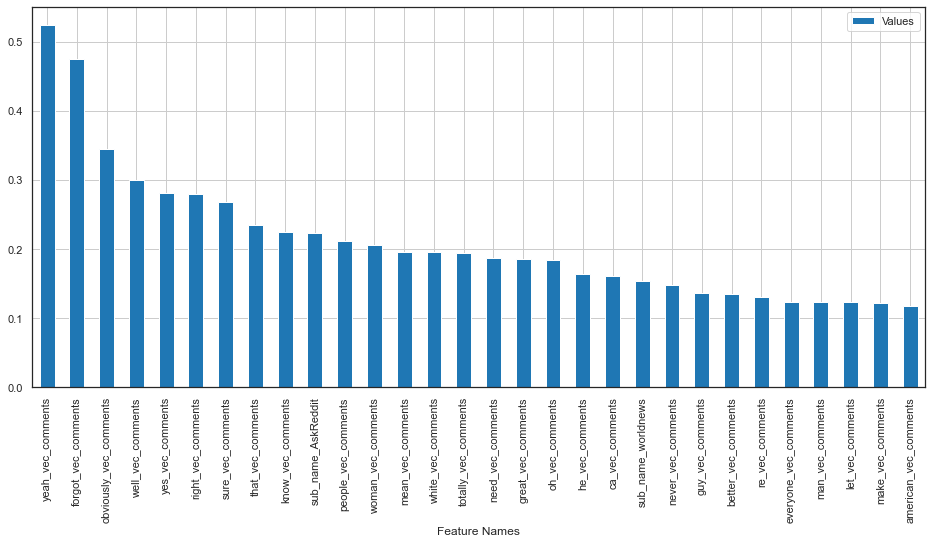 Values
0.5
0.4
0.3
0.2
0.1
0.0
yeah_vec_comments
forgot_vec_comments
obviously_vec_comments
well_vec_comments
yes_vec_comments
right_vec_comments
sure_vec_comments
that_vec_comments
know_vec_comments
sub_name_AskReddit
people_vec_comments
woman_vec_comments
mean_vec_comments
white_vec_comments
totally_vec_comments
need_vec_comments
great_vec_comments
oh_vec_comments
he_vec_comments
ca_vec_comments
sub_name_worldnews
never_vec_comments
guy_vec_comments
better_vec_comments
re_vec_comments
everyone_vec_comments
man_vec_comments
let_vec_comments
make_vec_comments
american_vec_comments
Feature Names